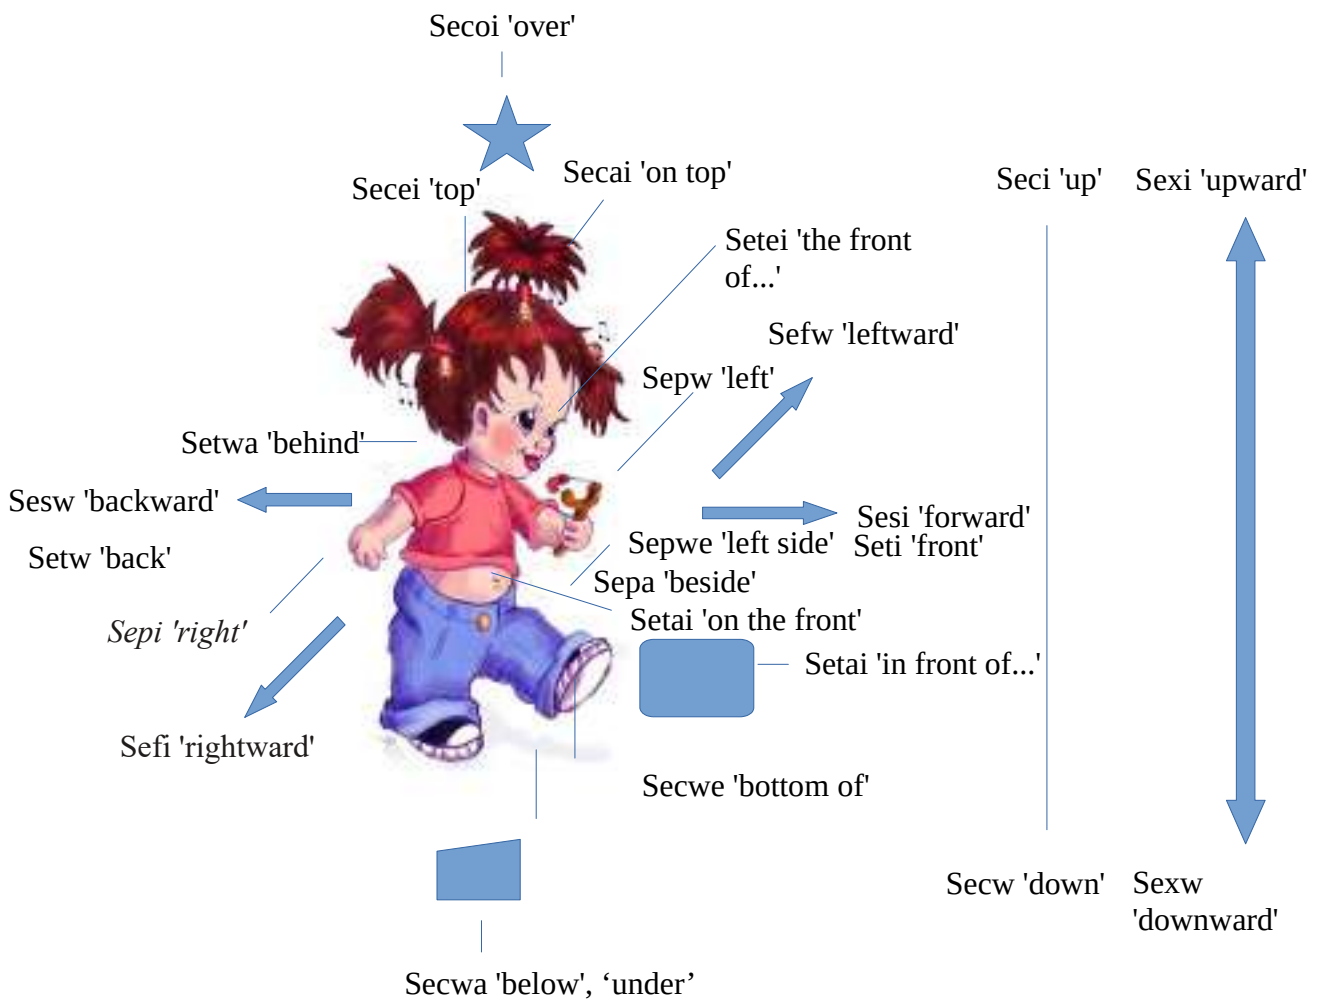 Secoi 'over'
Secai 'on top'
Secei 'top'
Seci 'up'
Sexi 'upward'
Setei 'the front
of...'
Sefw 'leftward'
Sepw 'left'
Setwa 'behind'
Sesw 'backward'
Sesi 'forward'
Sepwe 'left side'
Seti 'front'
Setw 'back'
Sepa 'beside'
Setai 'on the front'
Sepi 'right'
Setai 'in front of...'
Sefi 'rightward'
Secwe 'bottom of'
Secw 'down'
Sexw
'downward'
Secwa 'below', ‘under’